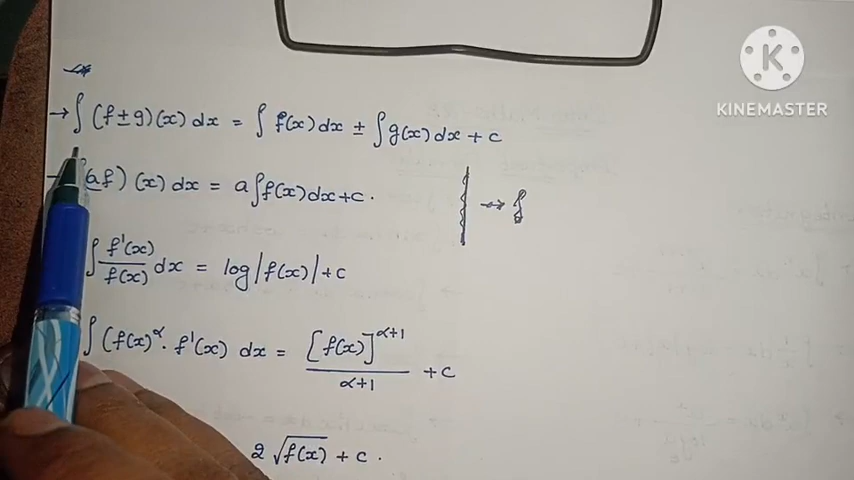 K
KINEMASTER
→ ∫ (f ± g)(x) dx = ∫ f(x) dx ± ∫ g(x) dx + c
(af) (x) dx = a ∫ f(x) dx + c.
→ ∫
∫ f'(x)/f(x) dx = log |f(x)| + c
∫ (f(x)^α · f'(x) dx = [f(x)]^(α+1) / (α+1) + c
2 √f(x) + c .